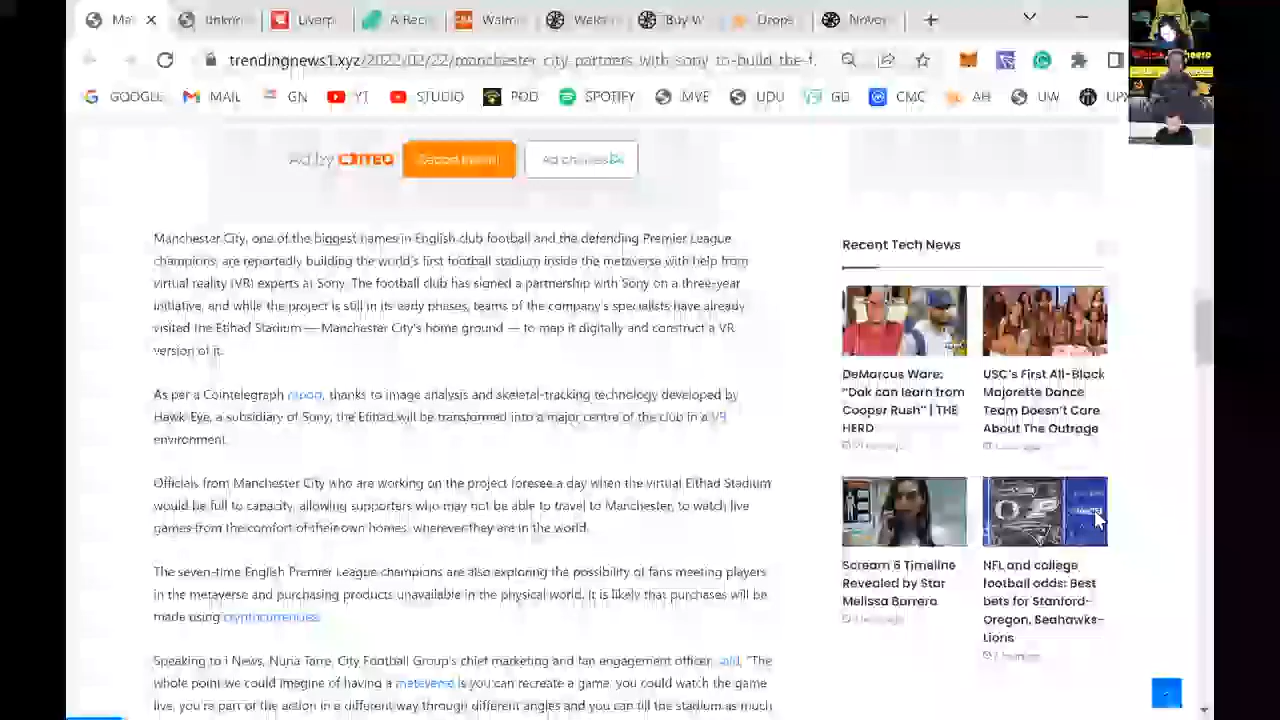 Ma
Liverp
A Rec
Walm
Buy W
Drops
trendingnews1.xyz/2022/02/22/manchester-city-partners-with-sony-to-build-the-f
GOOGLE MAIL GN YT STUDIO SPOTIFY MVE UDU CMC AH UW
Ad by CRITEO
Manchester City, one of the biggest names in English club football and the defending Premier League
champions, are reportedly building the world's first football stadium inside the metaverse with help from
virtual reality (VR) experts at Sony. The football club has signed a partnership with Sony on a three-year
initiative, and while the project is still in its early phases, teams of the company's specialists have already
visited the Etihad Stadium — Manchester City's home ground — to map it digitally and construct a VR
version of it.
As per a Cointelegraph report, thanks to image analysis and skeletal-tracking technology developed by
Hawk-Eye, a subsidiary of Sony, the Etihad will be transformed into a major centre of the club in a VR
environment.
Officials from Manchester City who are working on the project foresee a day when the virtual Etihad Stadium
would be full to capacity, allowing supporters who may not be able to travel to Manchester, to watch live
games from the comfort of their own homes, wherever they are in the world.
The seven-time English Premier League champions are also exploring the possibility of fans meeting players
in the metaverse and purchasing products unavailable in the physical world. It is likely that purchases will be
made using cryptocurrencies.
Speaking to i News, Nuria Tarre, City Football Group's chief marketing and fan engagement officer, said, "The
whole point we could imagine of having a metaverse is you can recreate a game, you could watch the game
live, you're part of the action in a different way through different angles and you can fill the stadium as much
Recent Tech News
DeMarcus Ware:
"Dak can learn from
Cooper Rush" | THE
HERD
USC's First All-Black
Majorette Dance
Team Doesn't Care
About The Outrage
Scream 6 Timeline
Revealed by Star
Melissa Barrera
NFL and college
football odds: Best
bets for Stanford-
Oregon, Seahawks-
Lions